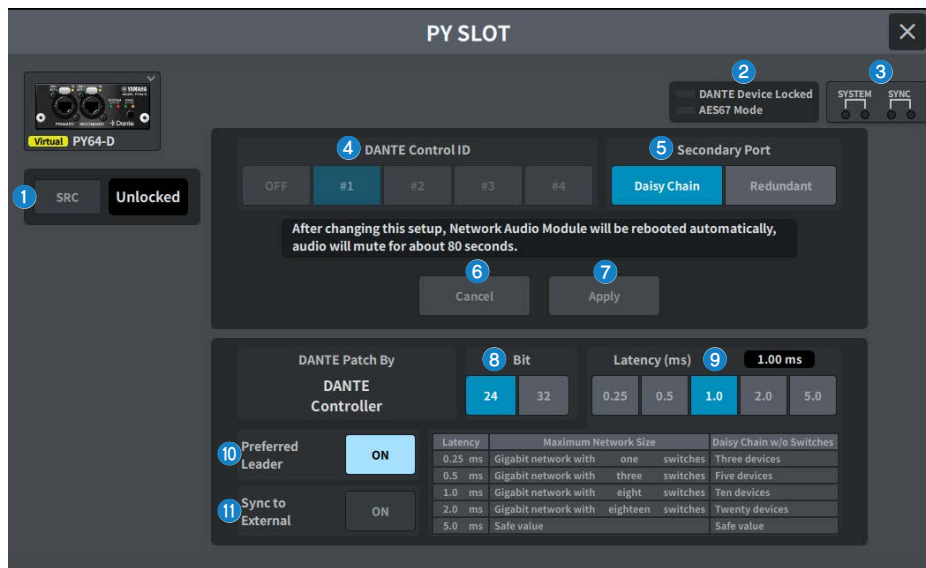 PY SLOT
2
3
DANTE Device Locked
AES67 Mode
SYSTEM SYNC
YAMAHA
PRIMARY SECONDARY Dante
Virtual PY64-D
1 SRC Unlocked
4 DANTE Control ID
OFF #1 #2 #3 #4
5 Secondary Port
Daisy Chain Redundant
After changing this setup, Network Audio Module will be rebooted automatically,
audio will mute for about 80 seconds.
6 7
Cancel Apply
DANTE Patch By
DANTE
Controller
8 Bit
24 32
Latency (ms) 9 1.00 ms
0.25 0.5 1.0 2.0 5.0
10 Preferred
Leader
ON
11 Sync to
External
ON
Latency Maximum Network Size Daisy Chain w/o Switches
0.25 ms Gigabit network with one switches Three devices
0.5 ms Gigabit network with three switches Five devices
1.0 ms Gigabit network with eight switches Ten devices
2.0 ms Gigabit network with eighteen switches Twenty devices
5.0 ms Safe value Safe value